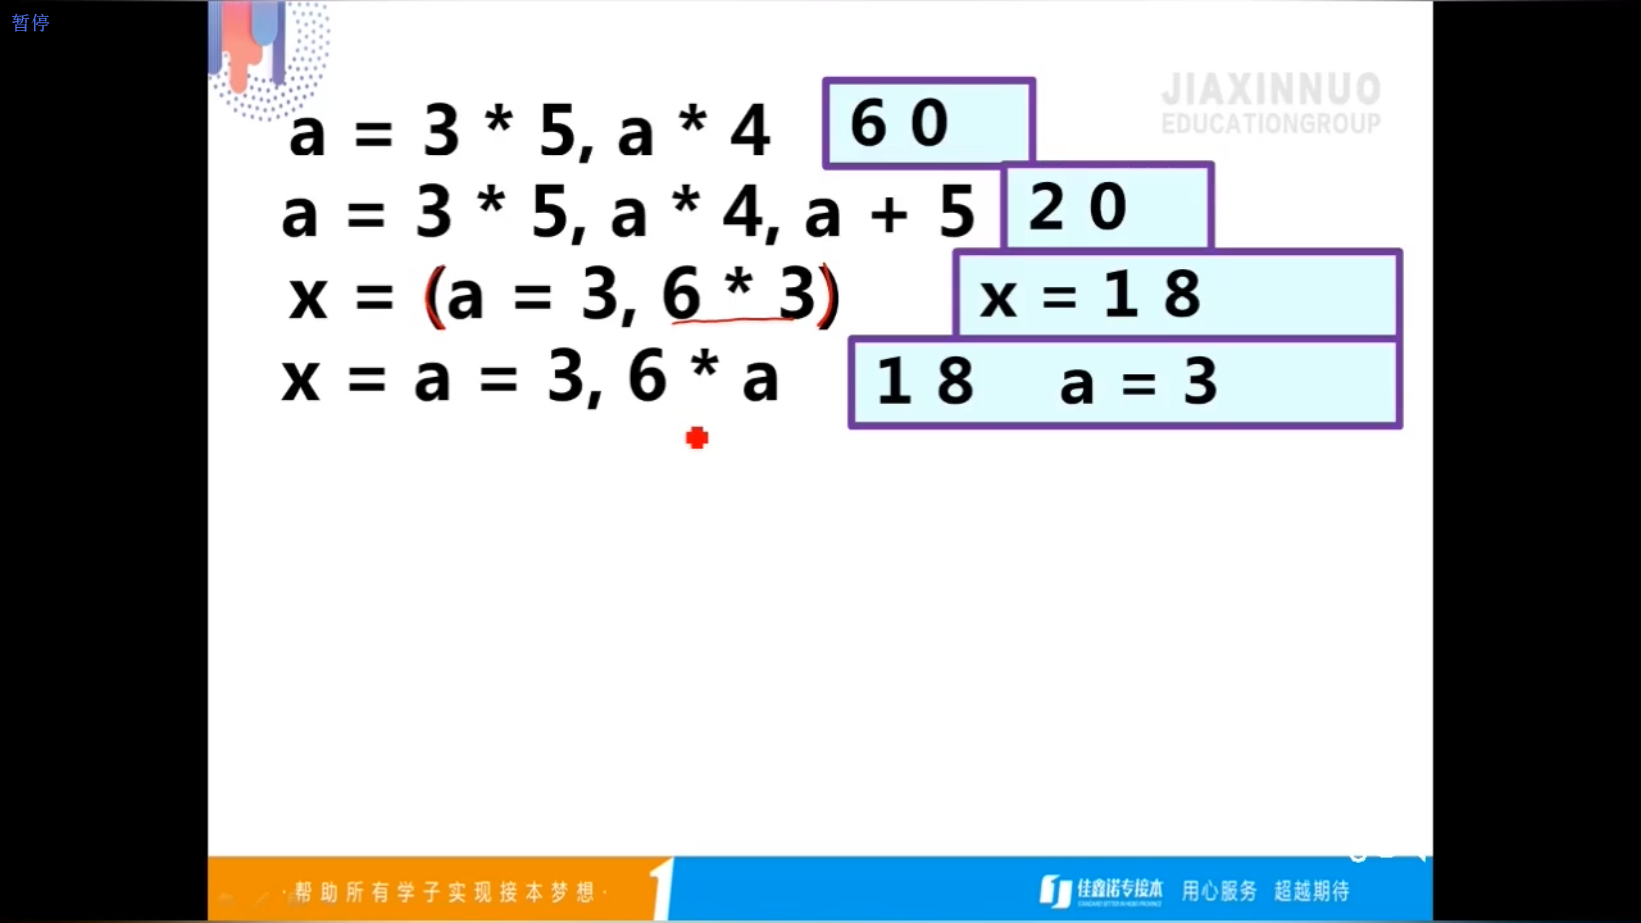 暂停
JIAXINNUO
EDUCATIONGROUP
a = 3 * 5, a * 4 60
a = 3 * 5, a * 4, a + 5 20
x = (a = 3, 6 * 3) x = 18
x = a = 3, 6 * a 18 a = 3
·帮助所有学子实现接本梦想·
佳鑫诺专接本 用心服务 超越期待